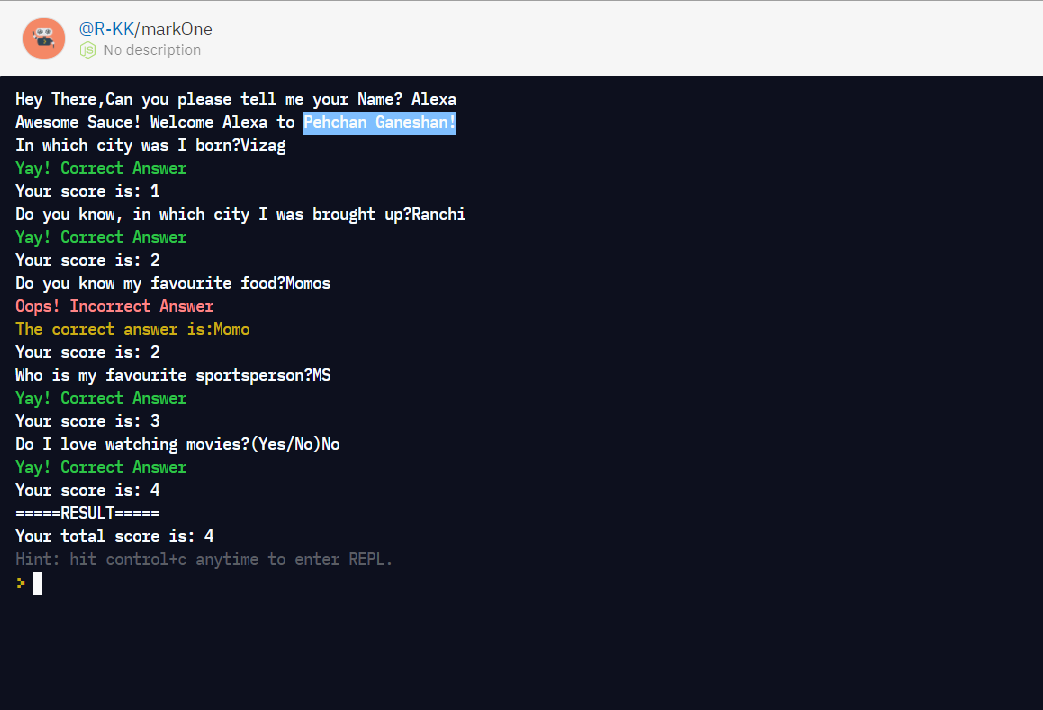 @R-KK/markOne
JS No description
Hey There,Can you please tell me your Name? Alexa
Awesome Sauce! Welcome Alexa to Pehchan Ganeshan!
In which city was I born?Vizag
Yay! Correct Answer
Your score is: 1
Do you know, in which city I was brought up?Ranchi
Yay! Correct Answer
Your score is: 2
Do you know my favourite food?Momos
Oops! Incorrect Answer
The correct answer is:Momo
Your score is: 2
Who is my favourite sportsperson?MS
Yay! Correct Answer
Your score is: 3
Do I love watching movies?(Yes/No)No
Yay! Correct Answer
Your score is: 4
=====RESULT=====
Your total score is: 4
Hint: hit control+c anytime to enter REPL.
>